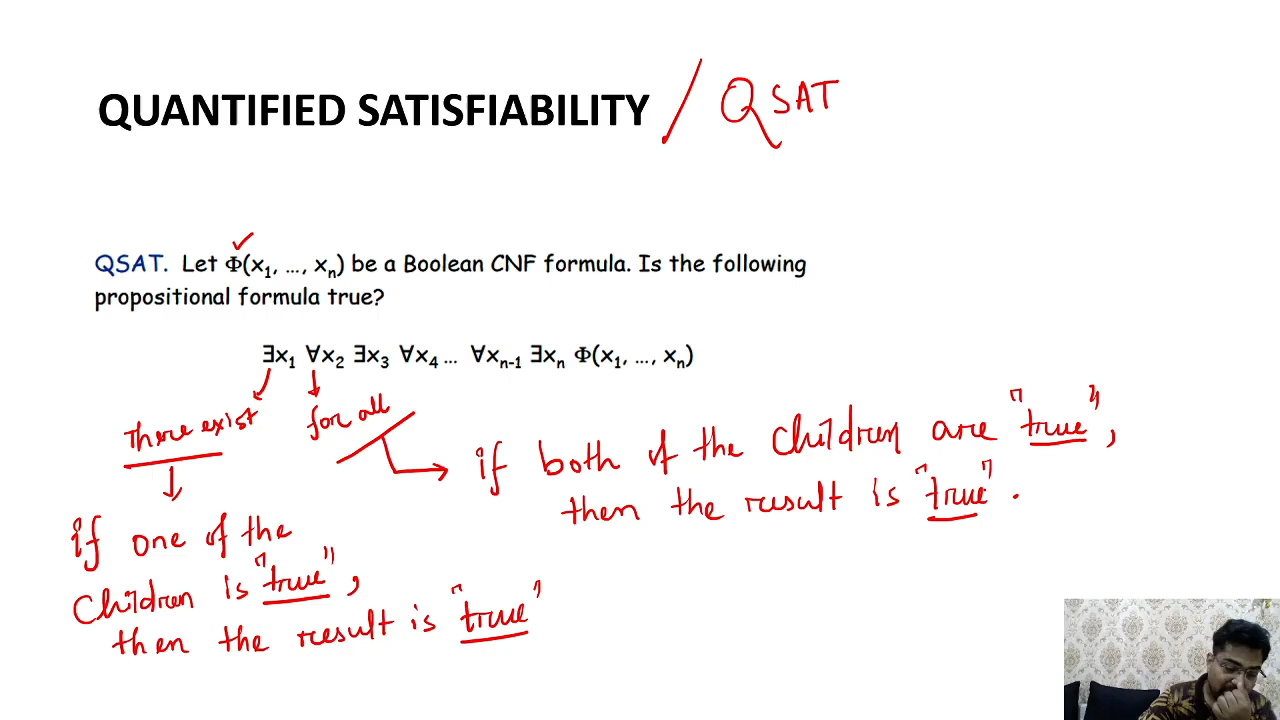 QUANTIFIED SATISFIABILITY / QSAT
QSAT. Let Φ(x₁, ..., xₙ) be a Boolean CNF formula. Is the following
propositional formula true?
∃x₁ ∀x₂ ∃x₃ ∀x₄ ... ∀xₙ₋₁ ∃xₙ Φ(x₁, ..., xₙ)
There exist
for all
if both of the children are "true",
then the result is "true".
if one of the
children is "true",
then the result is "true"